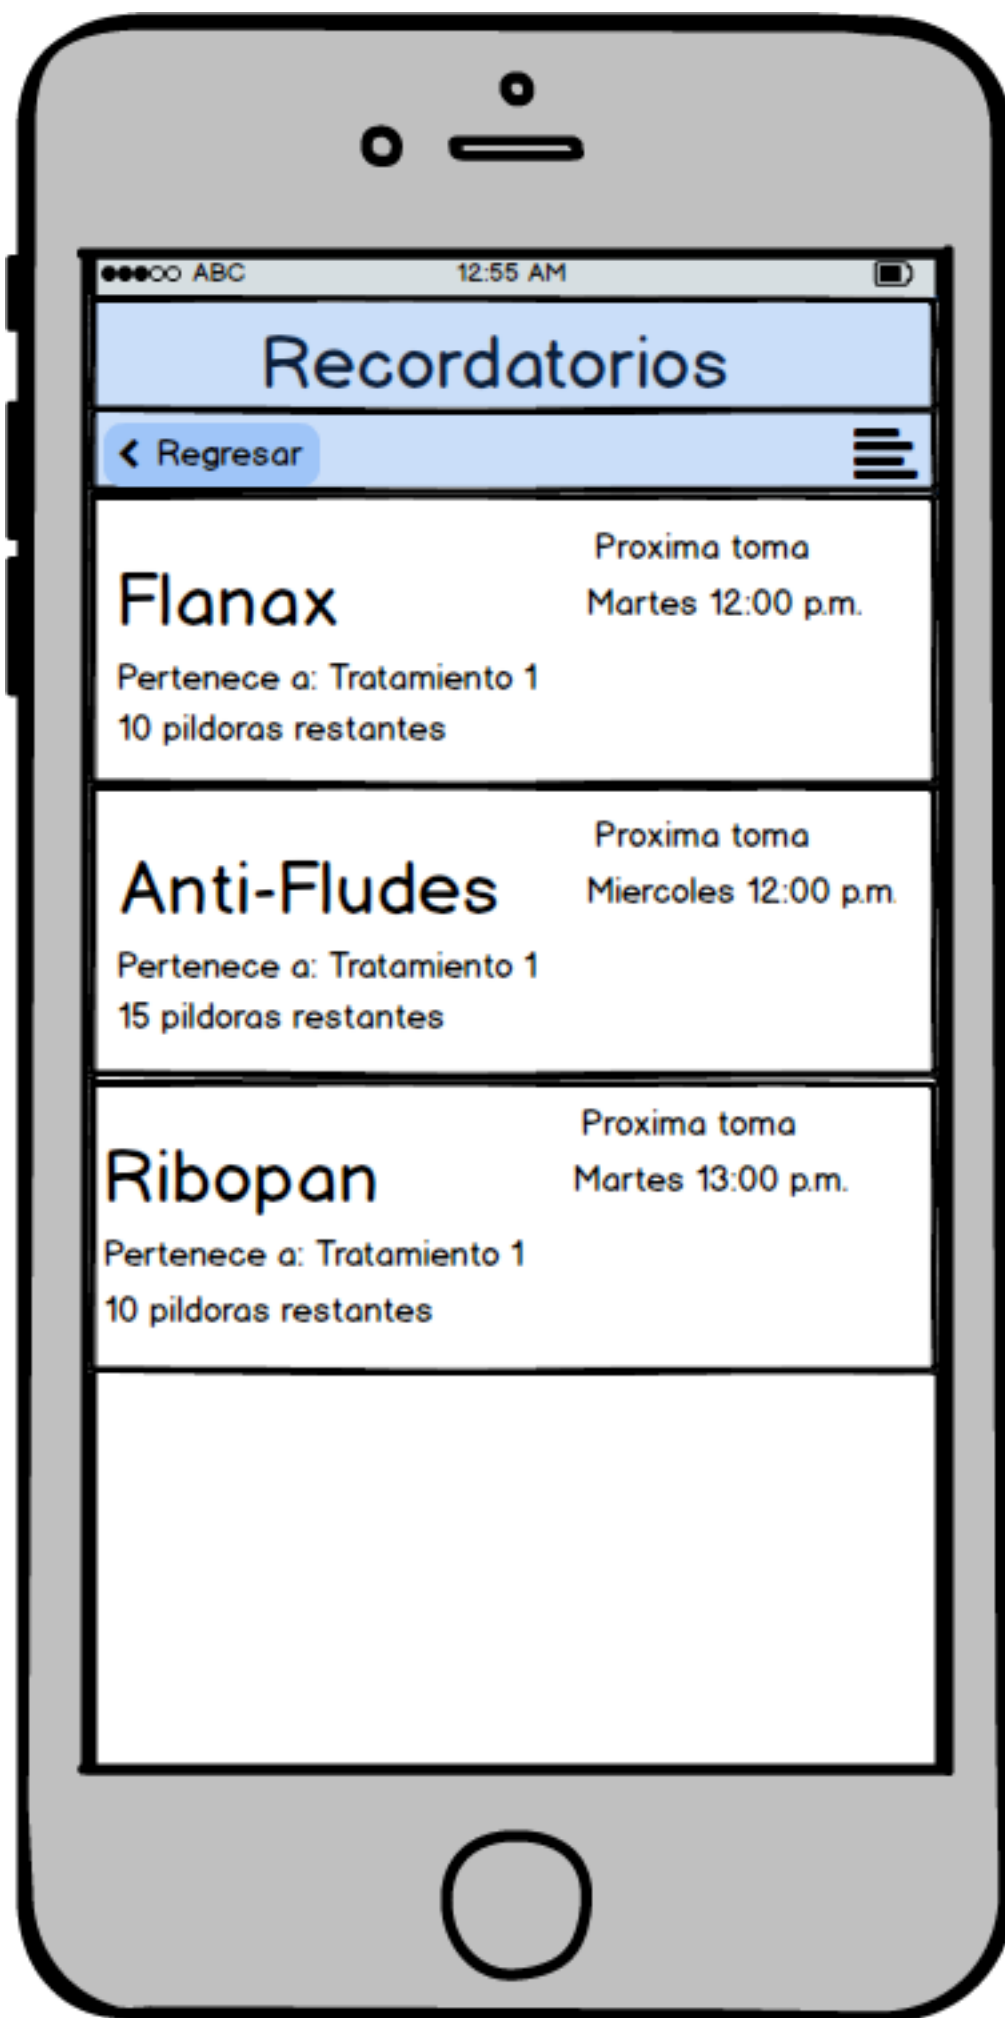 ABC 12:55 AM
Recordatorios
Regresar
Proxima toma
Flanax
Martes 12:00 p.m.
Pertenece a: Tratamiento 1
10 pildoras restantes
Proxima toma
Anti-Fludes
Miercoles 12:00 p.m.
Pertenece a: Tratamiento 1
15 pildoras restantes
Proxima toma
Ribopan
Martes 13:00 p.m.
Pertenece a: Tratamiento 1
10 pildoras restantes